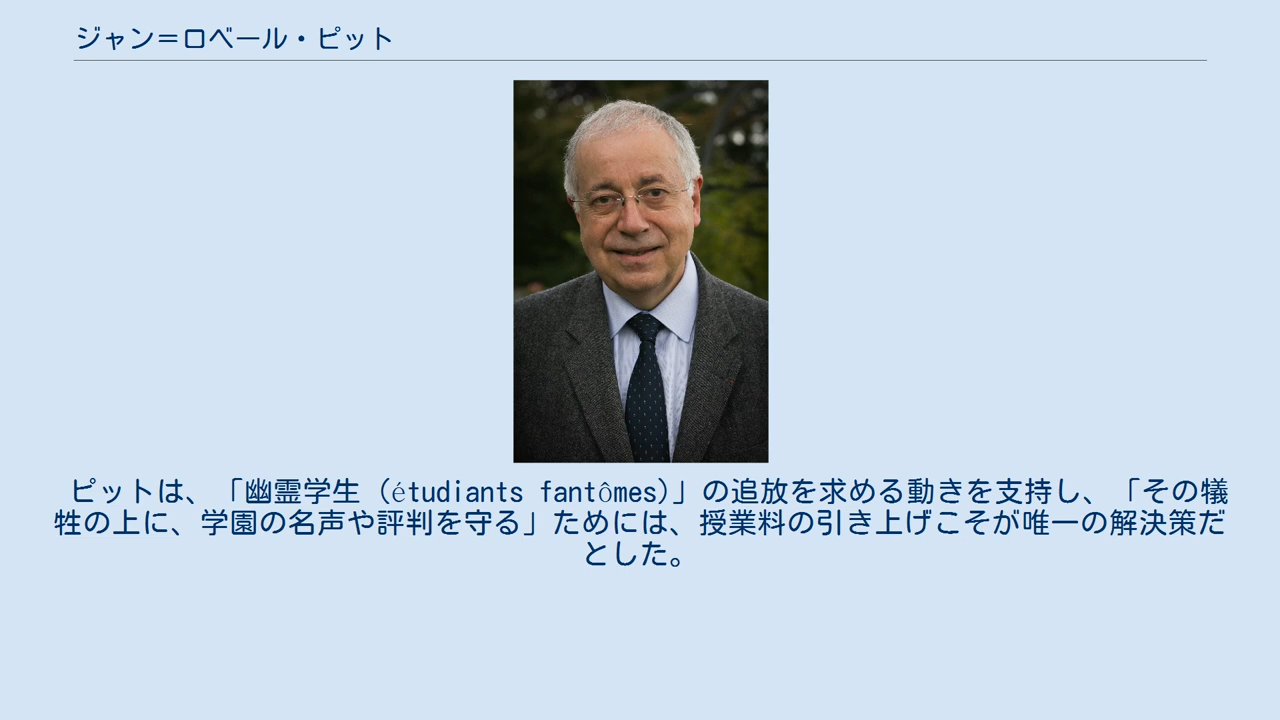 ジャン＝ロベール・ピット
ピットは、「幽霊学生（étudiants fantômes)」の追放を求める動きを支持し、「その犠
牲の上に、学園の名声や評判を守る」ためには、授業料の引き上げこそが唯一の解決策だ
とした。